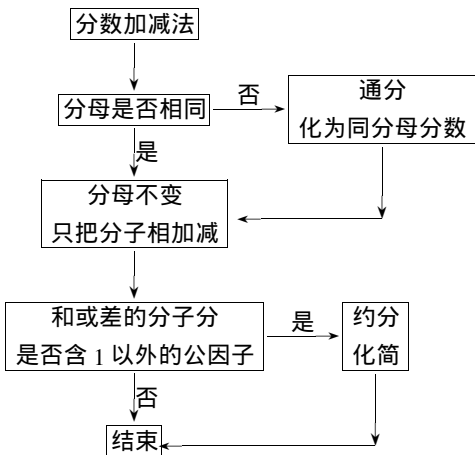 分数加减法
分母是否相同
否
通分
化为同分母分数
是
分母不变
只把分子相加减
和或差的分子分
是否含 1 以外的公因子
是
约分
化简
否
结束